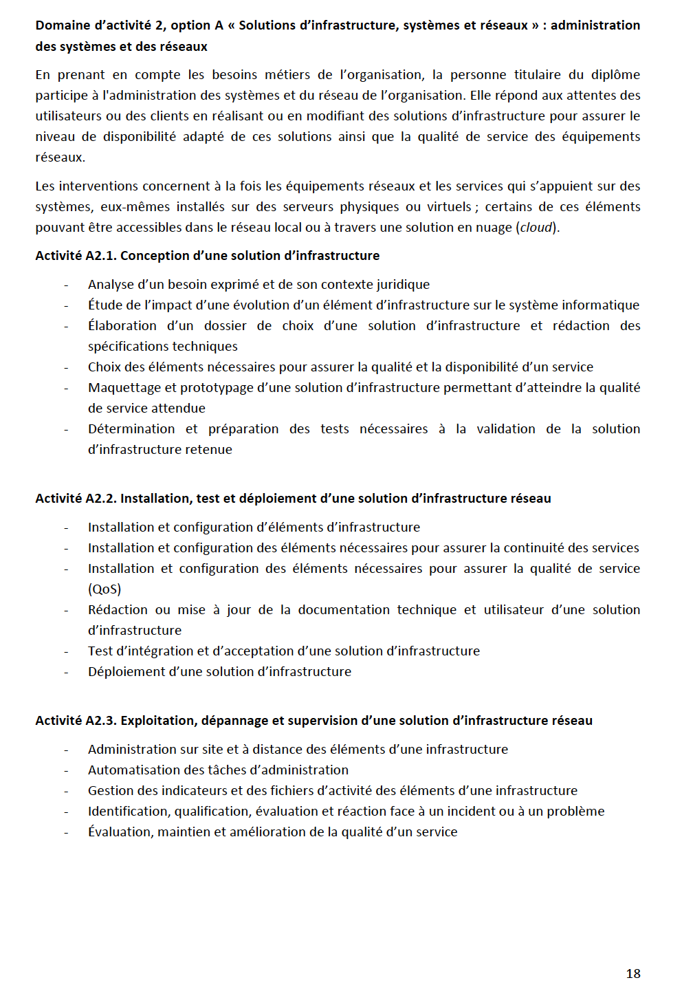 Domaine d’activité 2, option A « Solutions d’infrastructure, systèmes et réseaux » : administration
des systèmes et des réseaux
En prenant en compte les besoins métiers de l’organisation, la personne titulaire du diplôme
participe à l'administration des systèmes et du réseau de l’organisation. Elle répond aux attentes des
utilisateurs ou des clients en réalisant ou en modifiant des solutions d’infrastructure pour assurer le
niveau de disponibilité adapté de ces solutions ainsi que la qualité de service des équipements
réseaux.
Les interventions concernent à la fois les équipements réseaux et les services qui s’appuient sur des
systèmes, eux-mêmes installés sur des serveurs physiques ou virtuels ; certains de ces éléments
pouvant être accessibles dans le réseau local ou à travers une solution en nuage (cloud).
Activité A2.1. Conception d’une solution d’infrastructure
- Analyse d’un besoin exprimé et de son contexte juridique
- Étude de l’impact d’une évolution d’un élément d’infrastructure sur le système informatique
- Élaboration d’un dossier de choix d’une solution d’infrastructure et rédaction des
spécifications techniques
- Choix des éléments nécessaires pour assurer la qualité et la disponibilité d’un service
- Maquettage et prototypage d’une solution d’infrastructure permettant d’atteindre la qualité
de service attendue
- Détermination et préparation des tests nécessaires à la validation de la solution
d’infrastructure retenue
Activité A2.2. Installation, test et déploiement d’une solution d’infrastructure réseau
- Installation et configuration d’éléments d’infrastructure
- Installation et configuration des éléments nécessaires pour assurer la continuité des services
- Installation et configuration des éléments nécessaires pour assurer la qualité de service
(QoS)
- Rédaction ou mise à jour de la documentation technique et utilisateur d’une solution
d’infrastructure
- Test d’intégration et d’acceptation d’une solution d’infrastructure
- Déploiement d’une solution d’infrastructure
Activité A2.3. Exploitation, dépannage et supervision d’une solution d’infrastructure réseau
- Administration sur site et à distance des éléments d’une infrastructure
- Automatisation des tâches d’administration
- Gestion des indicateurs et des fichiers d’activité des éléments d’une infrastructure
- Identification, qualification, évaluation et réaction face à un incident ou à un problème
- Évaluation, maintien et amélioration de la qualité d’un service
18